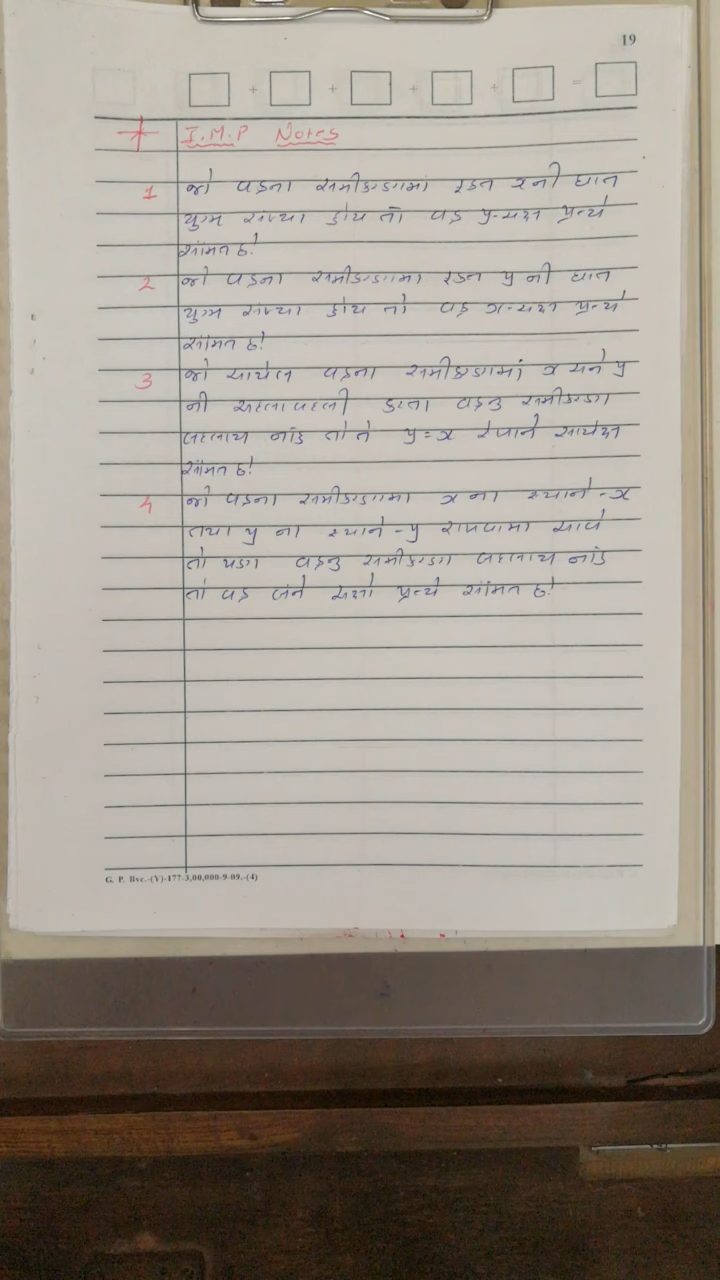 19
+ + + + =
* I.M.P Notes
1 જો વક્રના સમીકરણમાં ફક્ત xની ઘાત
યુગ્મ સંખ્યા હોય તો વક્ર y-અક્ષ પ્રત્યે
સંમિત છે.
2 જો વક્રના સમીકરણમાં ફક્ત y ની ઘાત
યુગ્મ સંખ્યા હોય તો વક્ર x-અક્ષ પ્રત્યે
સંમિત છે.
3 જો આપેલ વક્રના સમીકરણમાં x અને y
ની અદલાબદલી કરતા વક્રનુ સમીકરણ
બદલાય નહિ તો તે y=x રેખાને સાપેક્ષ
સંમિત છે.
4 જો વક્રના સમીકરણમાં x ના સ્થાને -x
તથા y ના સ્થાને -y રાખવામાં આવે
તો પણ વક્રનુ સમીકરણ બદલાય નહિ
તો વક્ર બંને અક્ષો પ્રત્યે સંમિત છે.
G. P. Bvc.-(Y)-177-3,00,000-9-09.-(4)